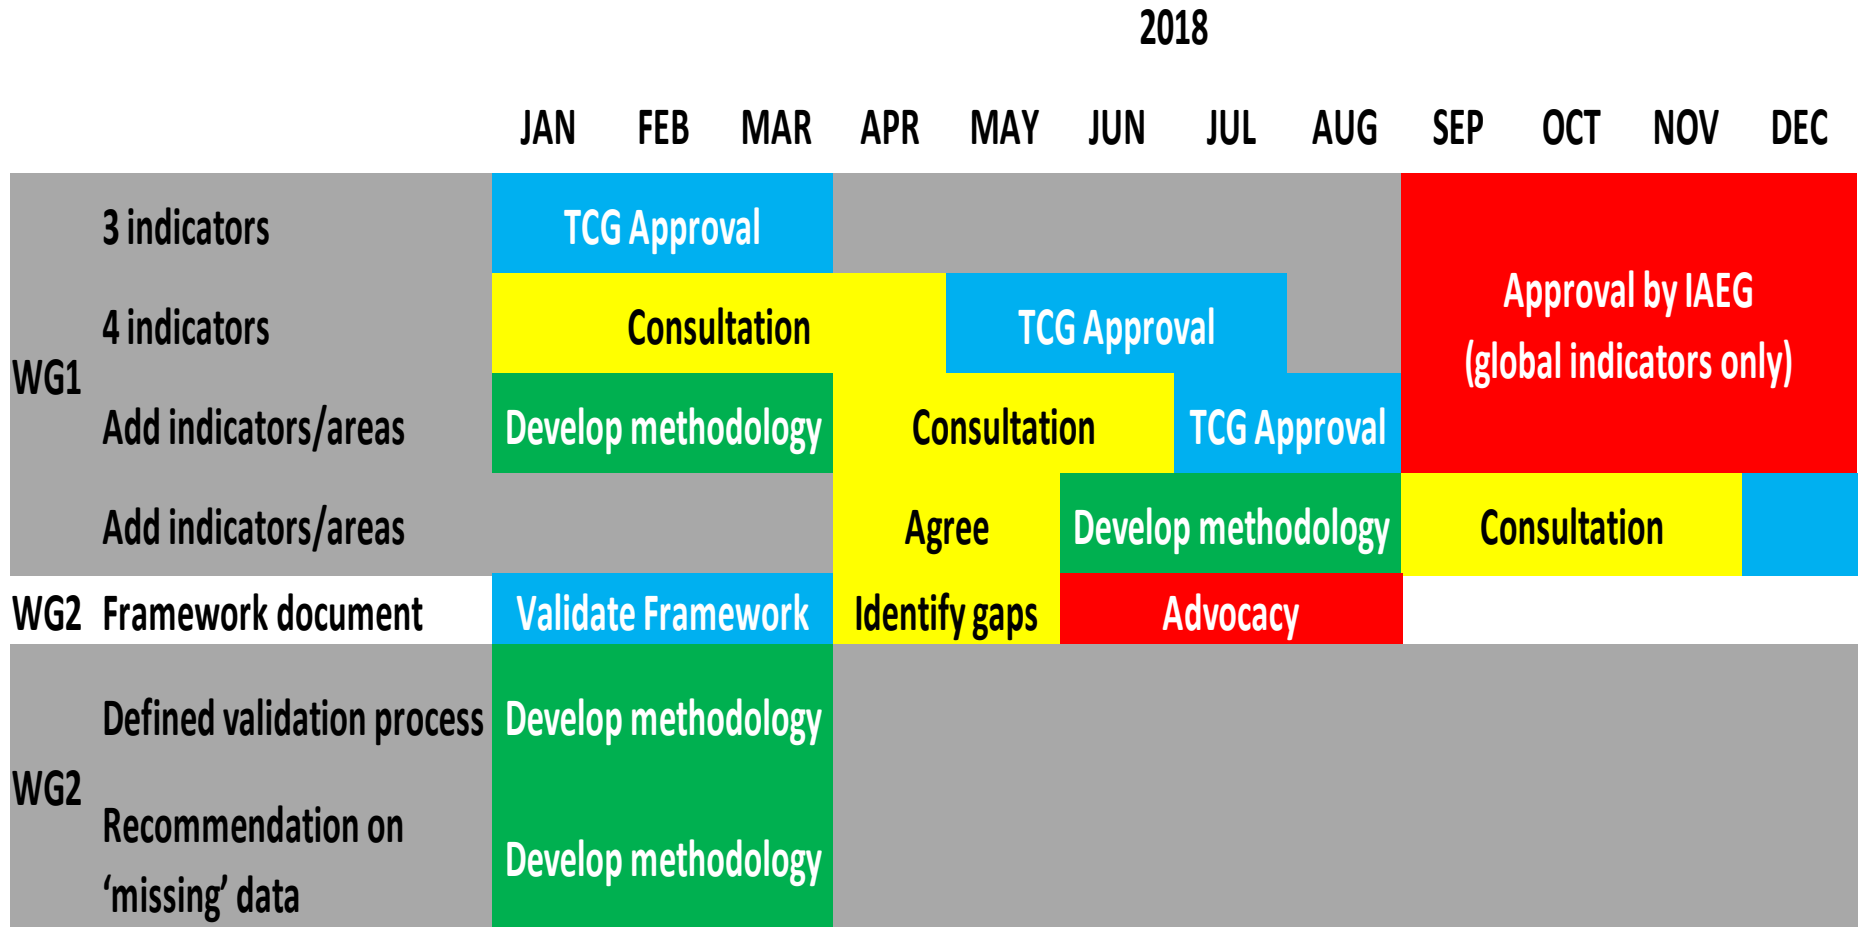 2018
JAN FEB MAR APR MAY JUN JUL AUG SEP OCT NOV DEC
WG1
3 indicators
TCG Approval
Approval by IAEG
(global indicators only)
4 indicators
Consultation
TCG Approval
Add indicators/areas
Develop methodology
Consultation
TCG Approval
Add indicators/areas
Agree
Develop methodology
Consultation
WG2
Framework document
Validate Framework
Identify gaps
Advocacy
WG2
Defined validation process
Develop methodology
Recommendation on
‘missing’ data
Develop methodology